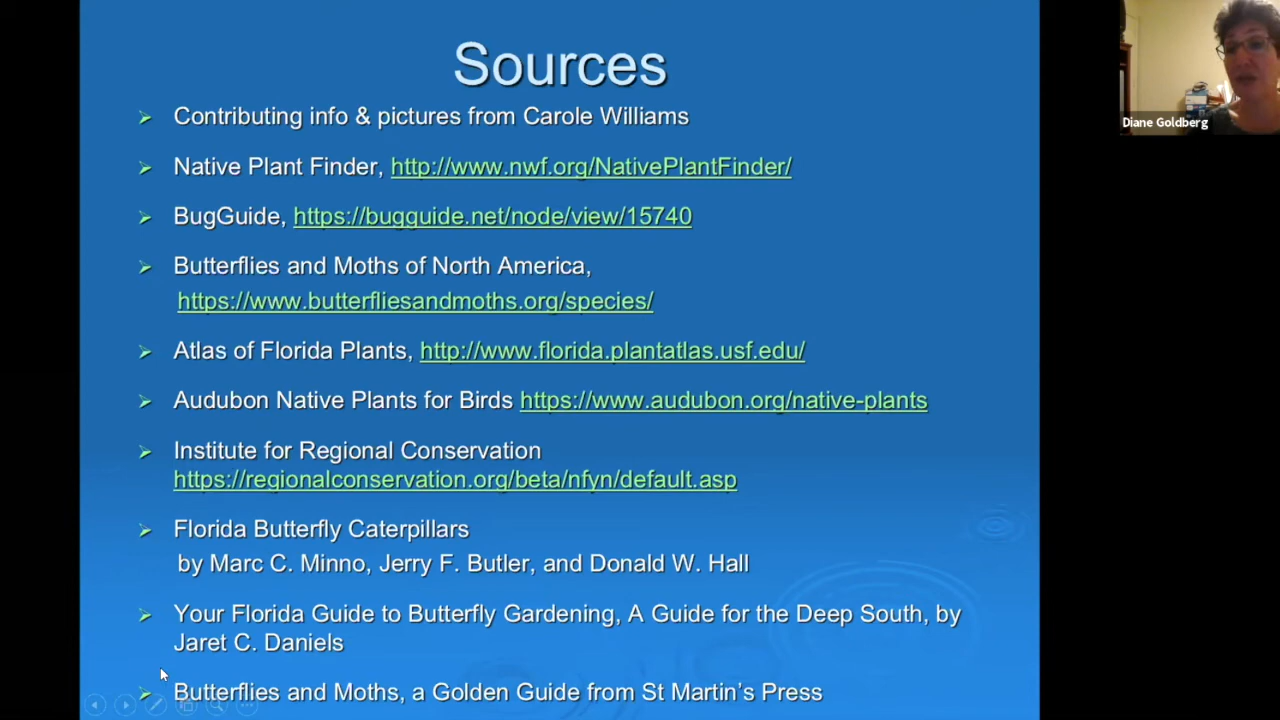 Sources
Contributing info & pictures from Carole Williams
Native Plant Finder, http://www.nwf.org/NativePlantFinder/
BugGuide, https://bugguide.net/node/view/15740
Butterflies and Moths of North America,
https://www.butterfliesandmoths.org/species/
Atlas of Florida Plants, http://www.florida.plantatlas.usf.edu/
Audubon Native Plants for Birds https://www.audubon.org/native-plants
Institute for Regional Conservation
https://regionalconservation.org/beta/nfyn/default.asp
Florida Butterfly Caterpillars
by Marc C. Minno, Jerry F. Butler, and Donald W. Hall
Your Florida Guide to Butterfly Gardening, A Guide for the Deep South, by
Jaret C. Daniels
Butterflies and Moths, a Golden Guide from St Martin’s Press
Diane Goldberg